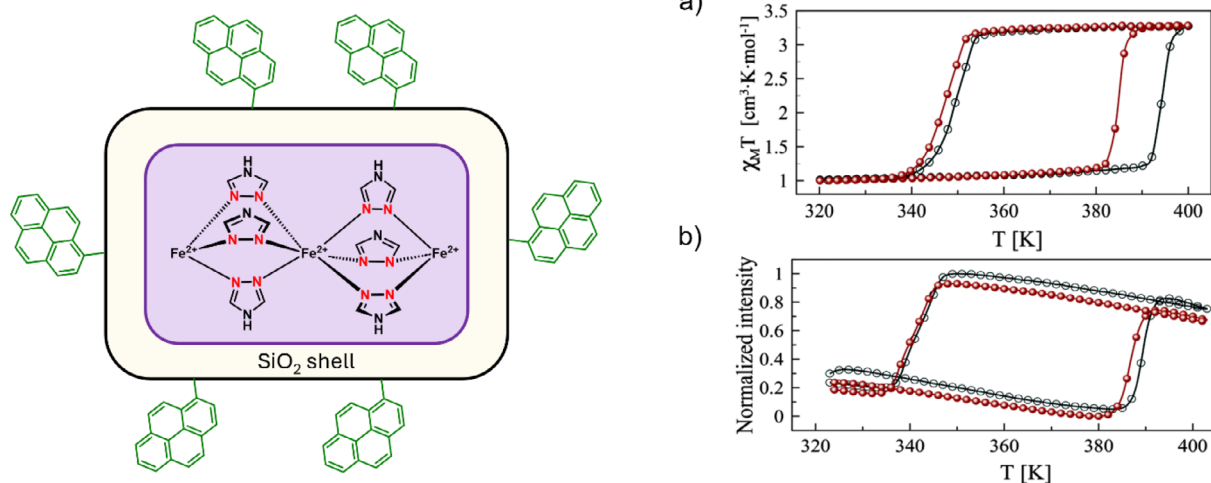 H
N
N N
N
N N
Fe2+
N N
N
H
H
N
N N
N
N N
Fe2+
Fe2+
N N
N
H
SiO2 shell
a)
χMT [cm3·K·mol-1]
3.5
3
2.5
2
1.5
1
320 340 360 380 400
T [K]
b)
Normalized intensity
1
0.8
0.6
0.4
0.2
0
320 340 360 380 400
T [K]